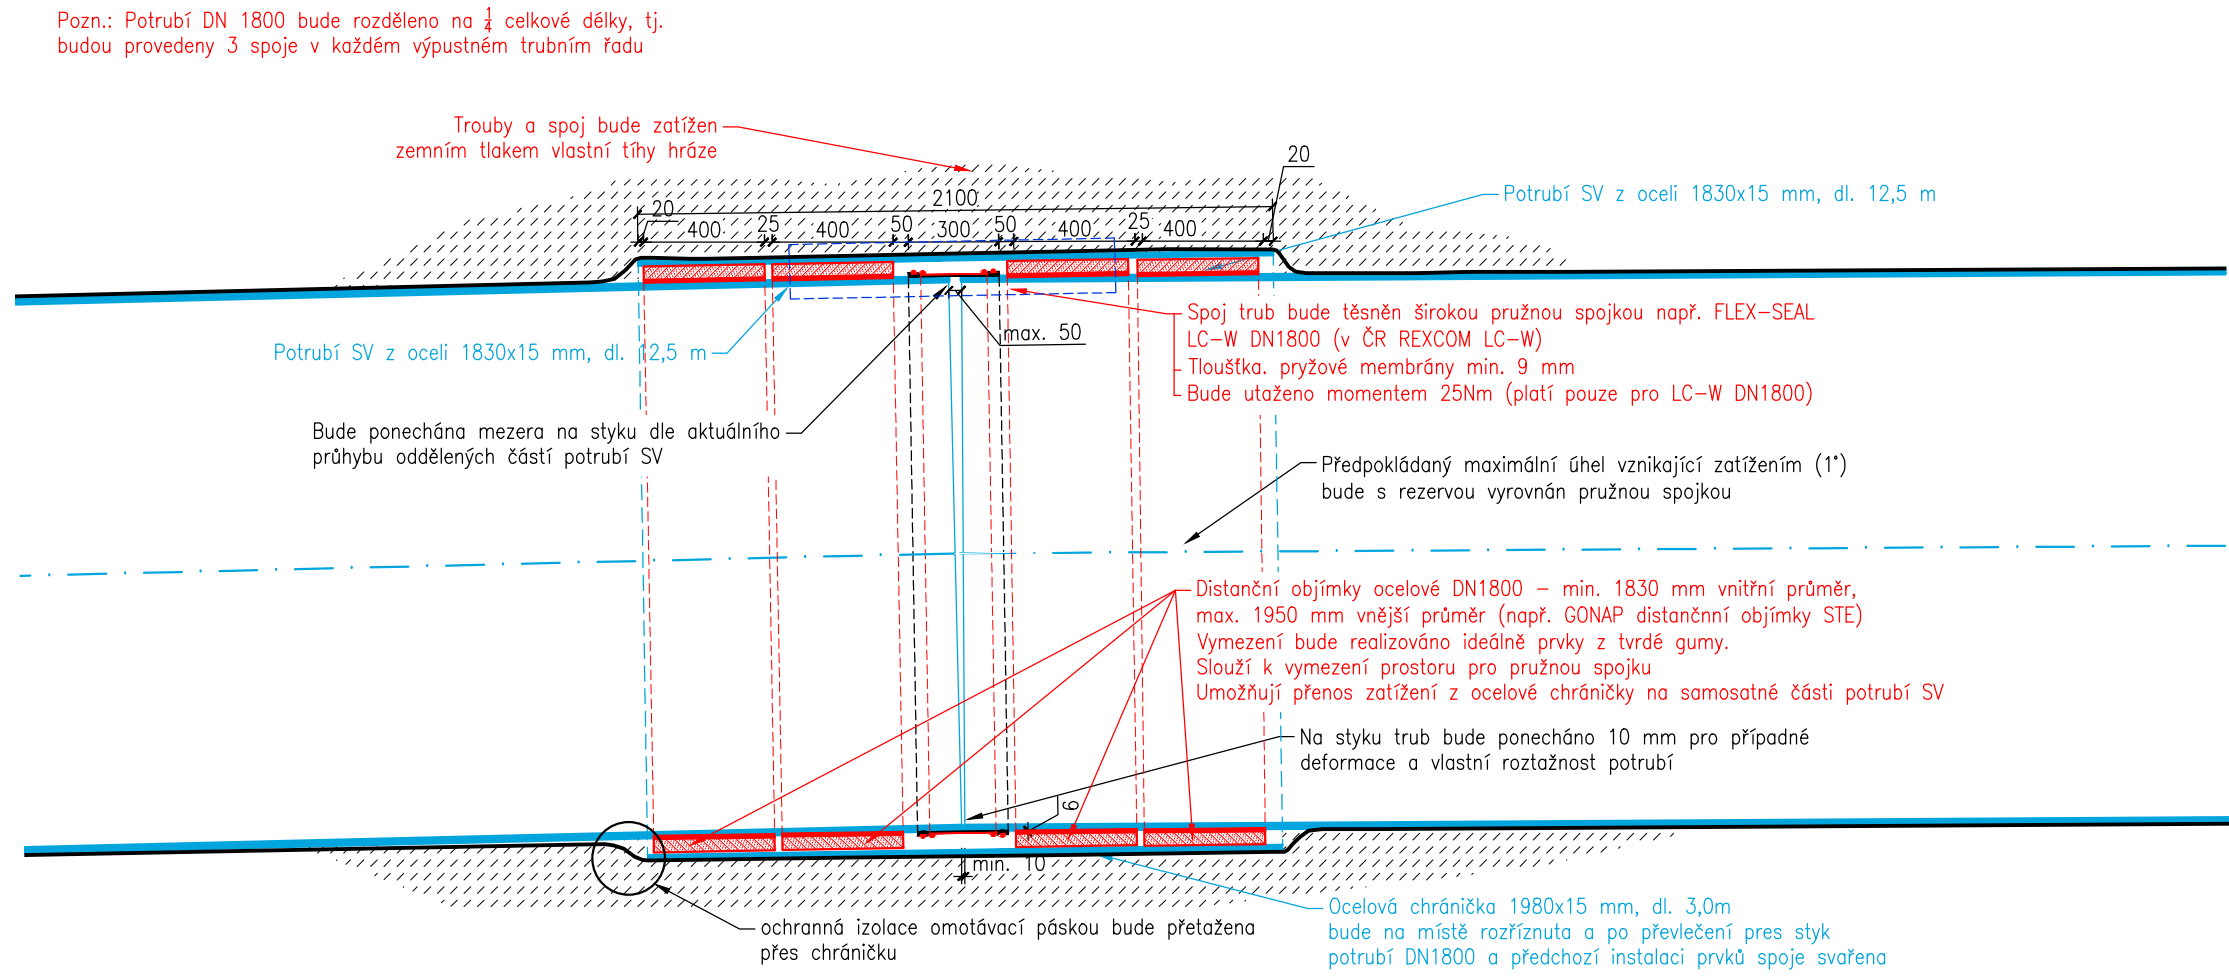 Pozn.: Potrubí DN 1800 bude rozděleno na ¼ celkové délky, tj.
budou provedeny 3 spoje v každém výpustném trubním řadu
Trouby a spoj bude zatížen
zemním tlakem vlastní tíhy hráze
20
Potrubí SV z oceli 1830x15 mm, dl. 12,5 m
2100
20
400
25
400
50
300
50
400
25
400
Spoj trub bude těsněn širokou pružnou spojkou např. FLEX-SEAL
LC-W DN1800 (v ČR REXCOM LC-W)
Tloušťka. pryžové membrány min. 9 mm
Bude utaženo momentem 25Nm (platí pouze pro LC-W DN1800)
max. 50
Potrubí SV z oceli 1830x15 mm, dl. 12,5 m
Bude ponechána mezera na styku dle aktuálního
průhybu oddělených částí potrubí SV
Předpokládaný maximální úhel vznikající zatížením (1°)
bude s rezervou vyrovnán pružnou spojkou
Distanční objímky ocelové DN1800 – min. 1830 mm vnitřní průměr,
max. 1950 mm vnější průměr (např. GONAP distančnní objímky STE)
Vymezení bude realizováno ideálně prvky z tvrdé gumy.
Slouží k vymezení prostoru pro pružnou spojku
Umožňují přenos zatížení z ocelové chráničky na samosatné části potrubí SV
Na styku trub bude ponecháno 10 mm pro případné
deformace a vlastní roztažnost potrubí
9
min. 10
ochranná izolace omotávací páskou bude přetažena
přes chráničku
Ocelová chránička 1980x15 mm, dl. 3,0m
bude na místě rozříznuta a po převlečení pres styk
potrubí DN1800 a předchozí instalaci prvků spoje svařena